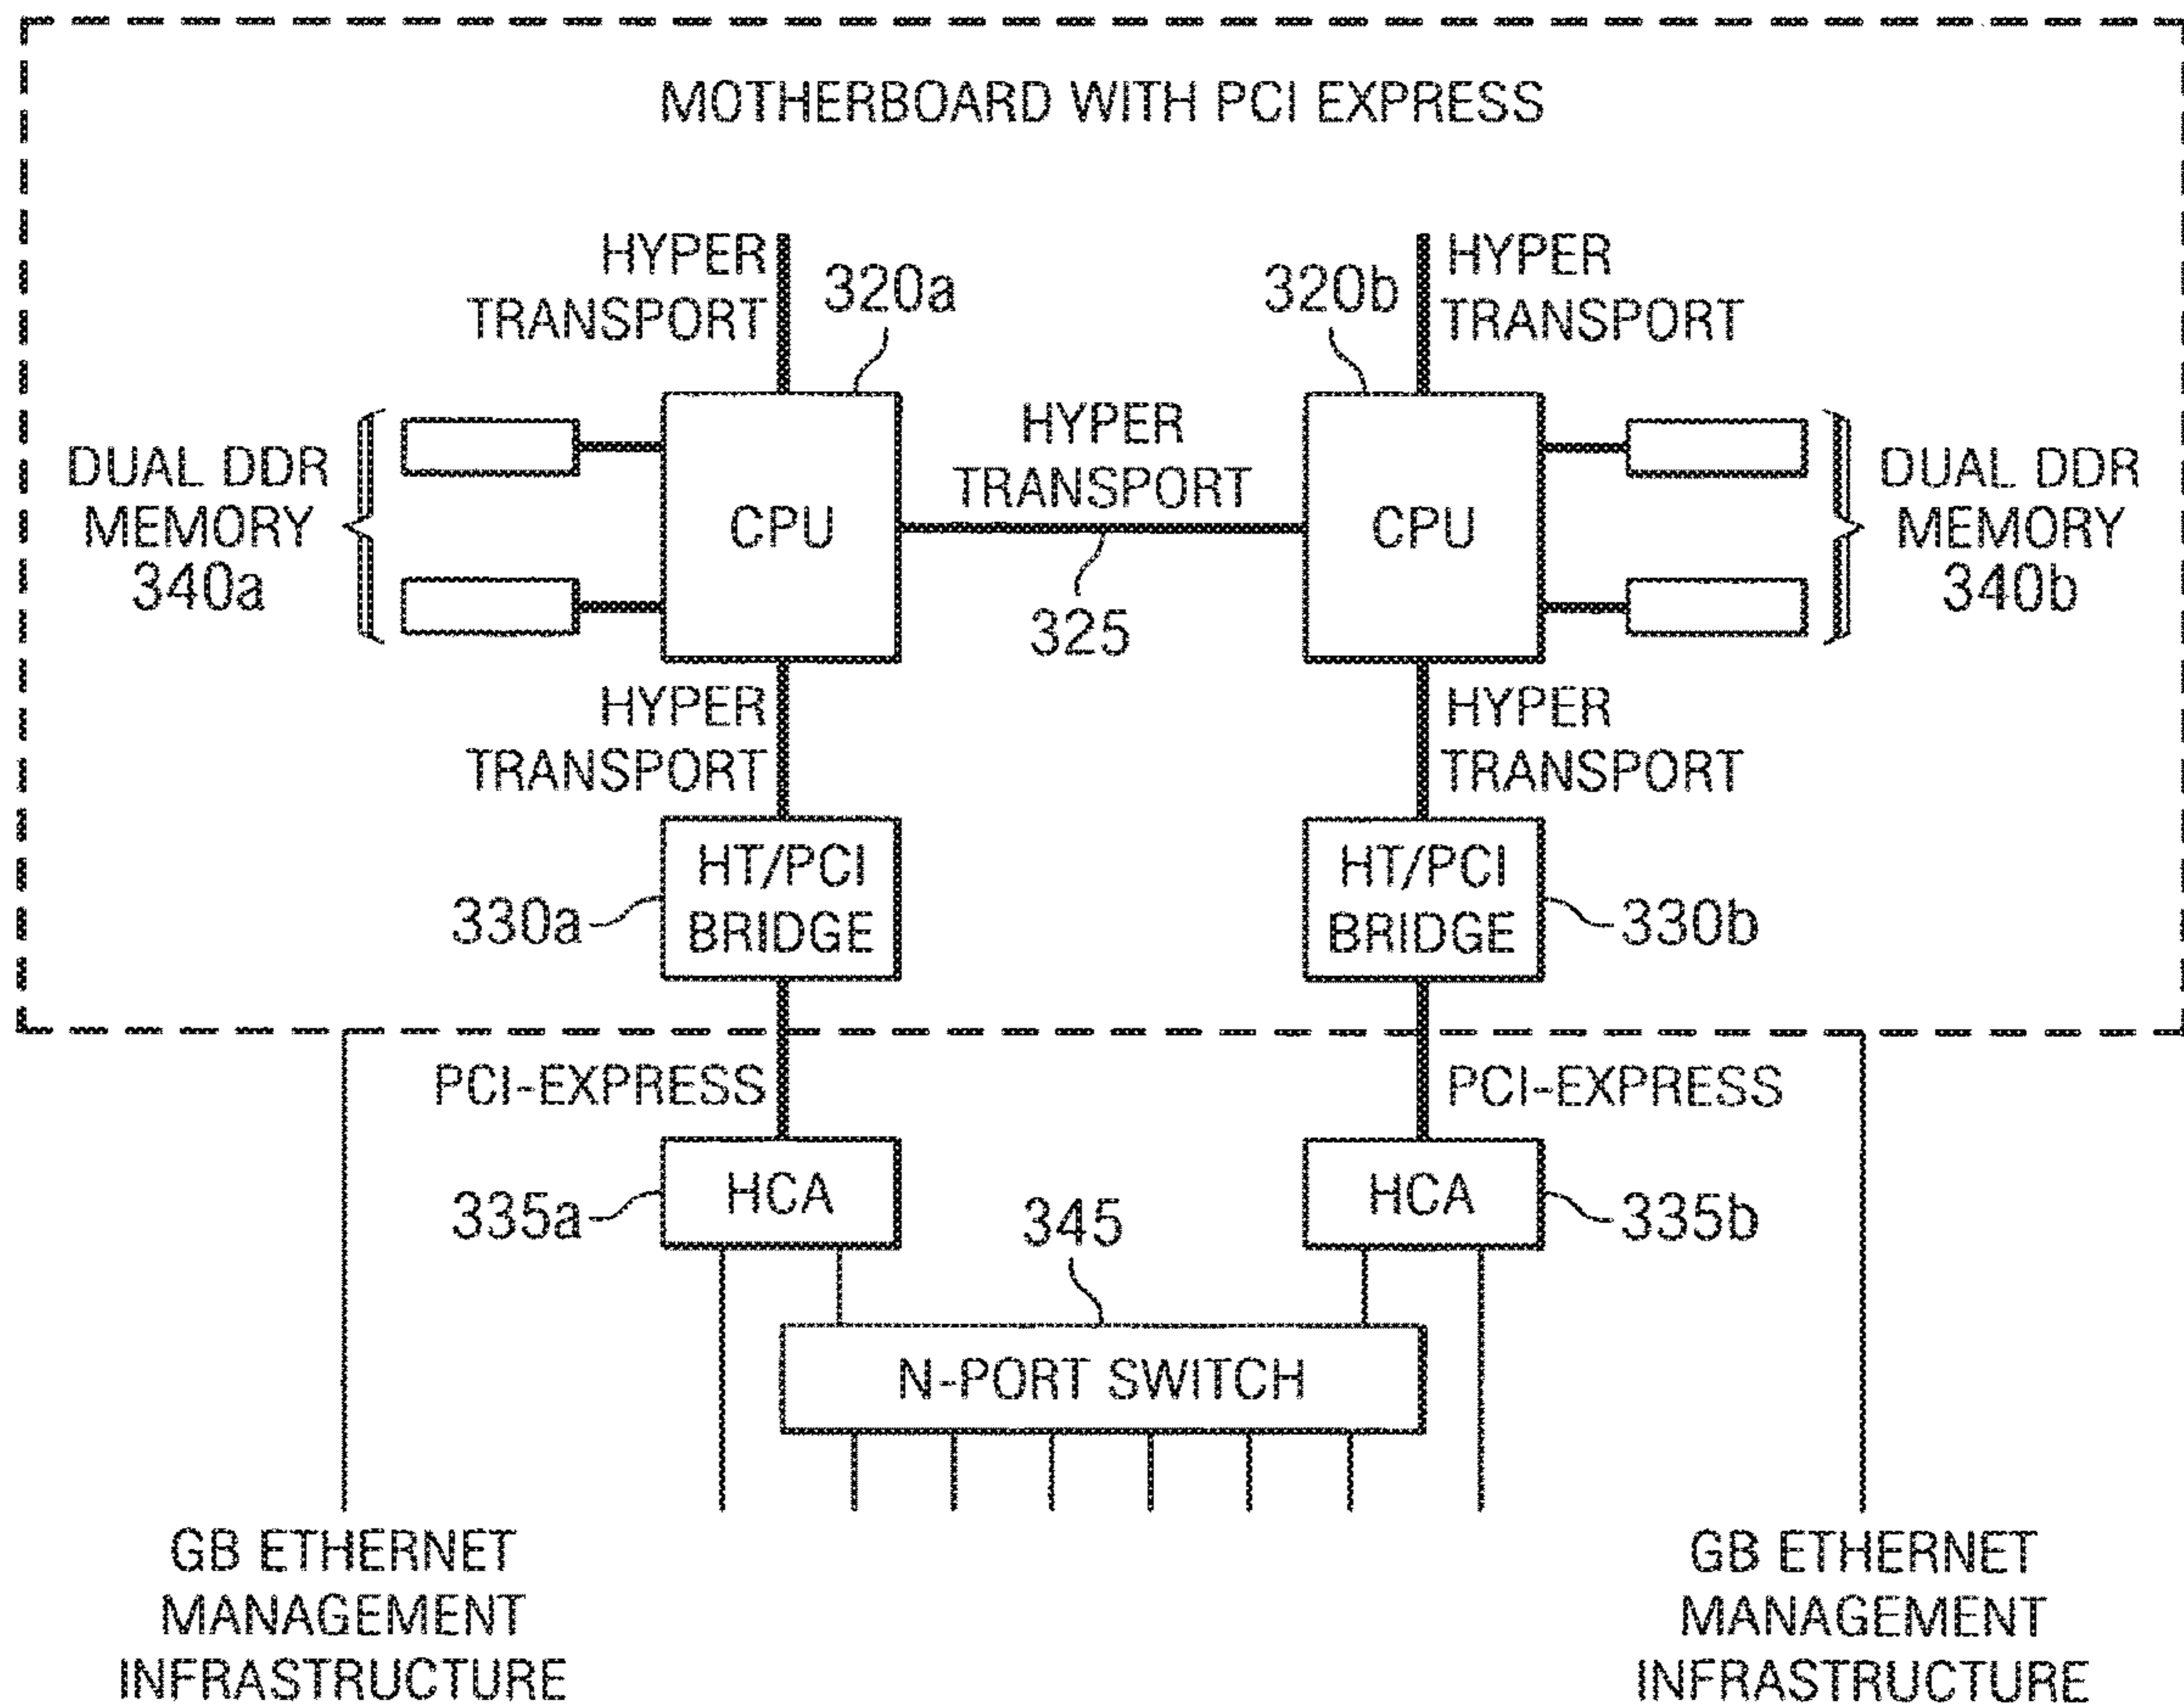 MOTHERBOARD WITH PCI EXPRESS
HYPER
TRANSPORT
320a
320b
HYPER
TRANSPORT
DUAL DDR
MEMORY
340a
CPU
HYPER
TRANSPORT
325
CPU
DUAL DDR
MEMORY
340b
HYPER
TRANSPORT
HYPER
TRANSPORT
330a
HT/PCI
BRIDGE
HT/PCI
BRIDGE
330b
PCI-EXPRESS
PCI-EXPRESS
335a
HCA
345
HCA
335b
N-PORT SWITCH
GB ETHERNET
MANAGEMENT
INFRASTRUCTURE
GB ETHERNET
MANAGEMENT
INFRASTRUCTURE